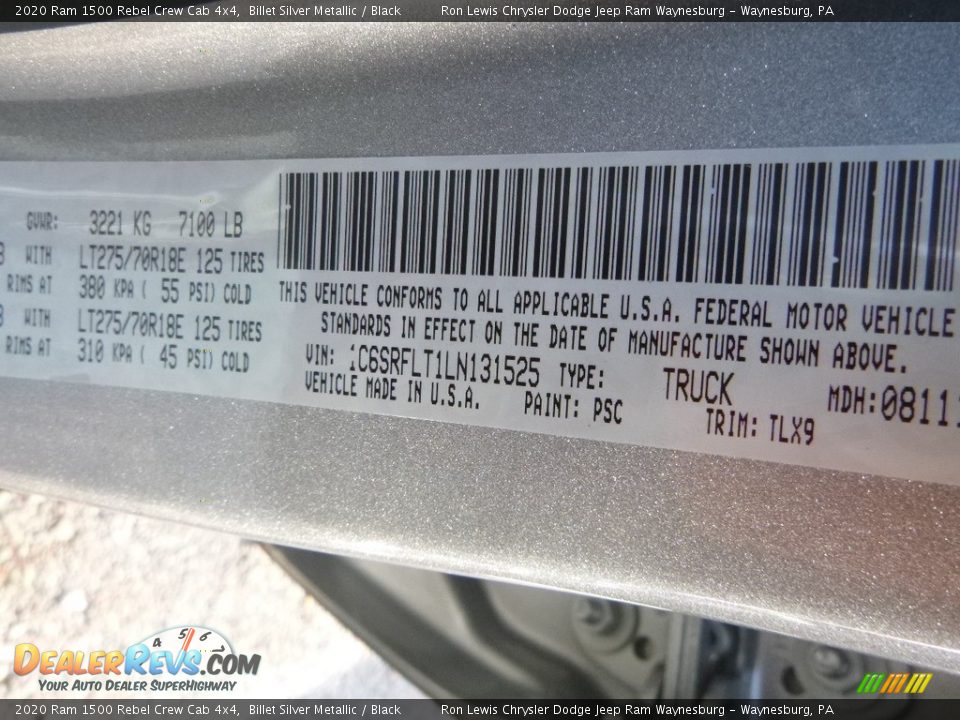 2020 Ram 1500 Rebel Crew Cab 4x4, Billet Silver Metallic / Black Ron Lewis Chrysler Dodge Jeep Ram Waynesburg - Waynesburg, PA
GVWR: 3221 KG 7100 LB
WITH LT275/70R18E 125 TIRES
RIMS AT 380 KPA ( 55 PSI) COLD
WITH LT275/70R18E 125 TIRES
RIMS AT 310 KPA ( 45 PSI) COLD
THIS VEHICLE CONFORMS TO ALL APPLICABLE U.S.A. FEDERAL MOTOR VEHICLE
STANDARDS IN EFFECT ON THE DATE OF MANUFACTURE SHOWN ABOVE.
VIN: 1C6SRFLT1LN131525 TYPE: TRUCK MDH: 08111
VEHICLE MADE IN U.S.A. PAINT: PSC TRIM: TLX9
4 5 6
DEALERREVS.COM
YOUR AUTO DEALER SUPERHIGHWAY
2020 Ram 1500 Rebel Crew Cab 4x4, Billet Silver Metallic / Black Ron Lewis Chrysler Dodge Jeep Ram Waynesburg - Waynesburg, PA